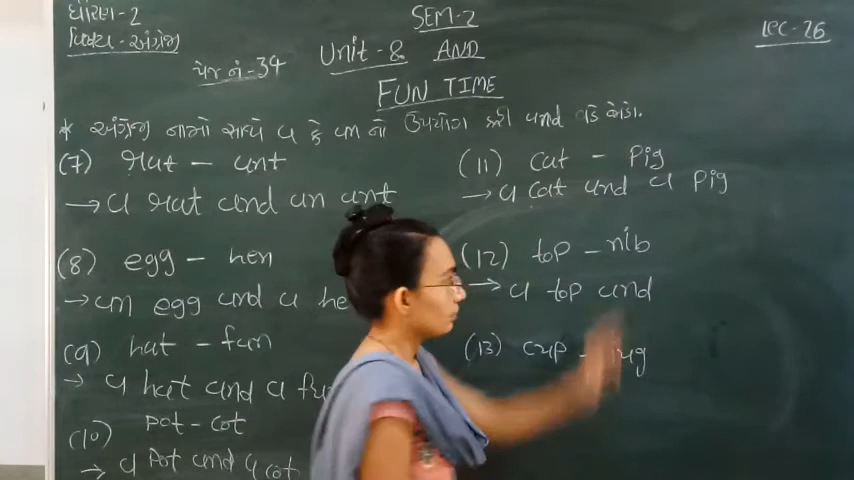 ધોરણ-2
વિષય-અંગ્રેજી
પેજ નં-34
SEM-2
Unit-8 AND
FUN TIME
LEC-26
* અંગ્રેજી નામો સાથે a કે an નો ઉપયોગ કરી and વડે જોડો.
(7) rat - ant
→ a rat and an ant
(8) egg - hen
→ an egg and a he
(9) hat - fan
→ a hat and a fa
(10) pot - cot
→ a pot and a cot
(11) cat - pig
→ a cat and a pig
(12) top - nib
→ a top and
(13) cup -